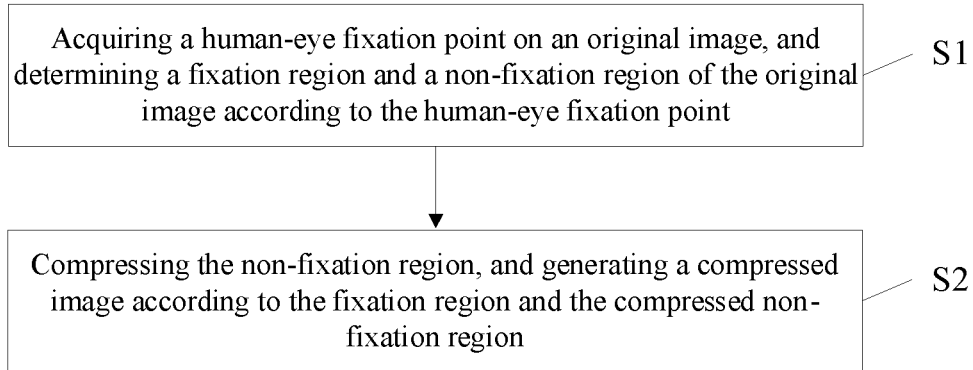 Acquiring a human-eye fixation point on an original image, and
determining a fixation region and a non-fixation region of the original
image according to the human-eye fixation point
S1
Compressing the non-fixation region, and generating a compressed
image according to the fixation region and the compressed non-
fixation region
S2